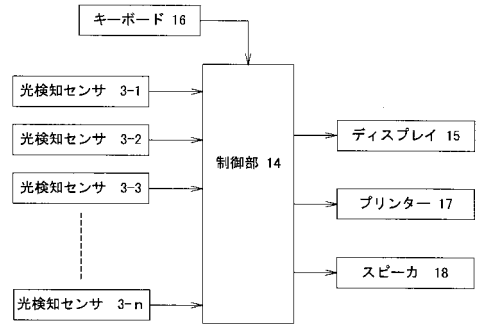 キーボード 16
光検知センサ 3-1
光検知センサ 3-2
光検知センサ 3-3
光検知センサ 3-n
制御部 14
ディスプレイ 15
プリンター 17
スピーカ 18